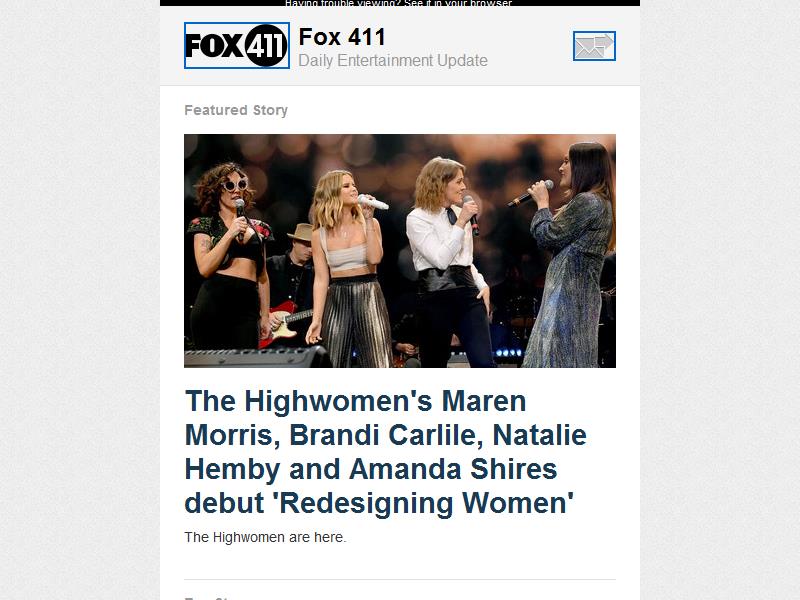 Having trouble viewing? See it in your browser
FOX 411
Fox 411
Daily Entertainment Update
Featured Story
The Highwomen's Maren
Morris, Brandi Carlile, Natalie
Hemby and Amanda Shires
debut 'Redesigning Women'
The Highwomen are here.